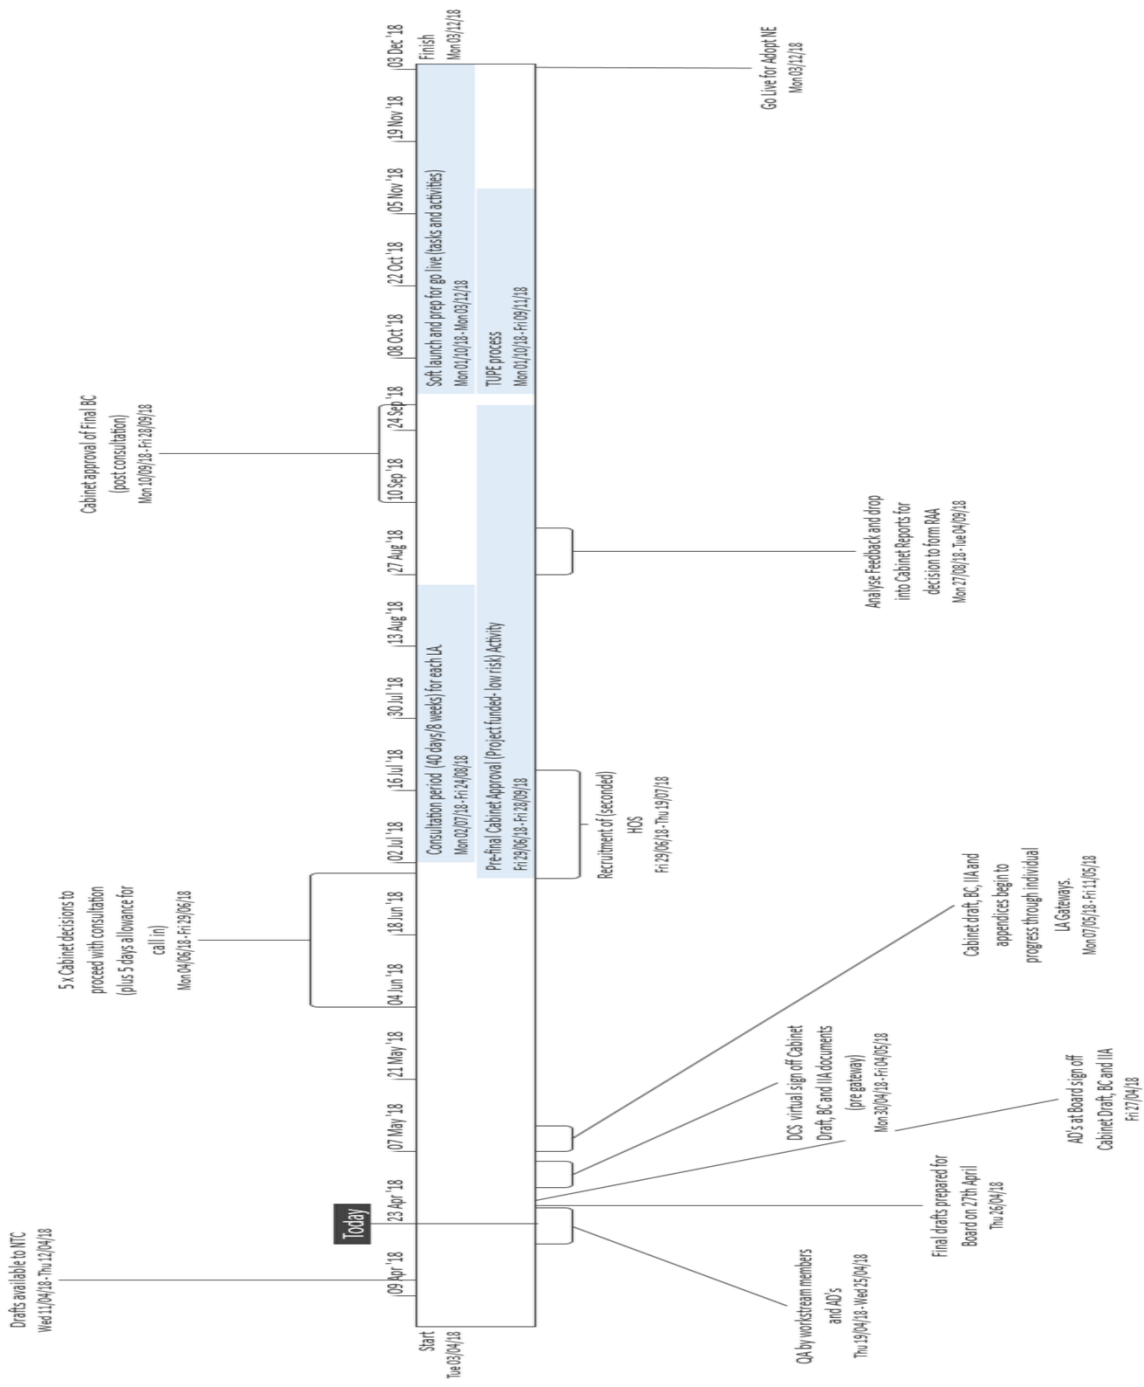 Drafts available to NTC
Wed 11/04/18 - Thu 12/04/18
5 x Cabinet decisions to
proceed with consultation
(plus 5 days allowance for
call in)
Mon 04/06/18 - Fri 29/06/18
Cabinet approval of Final BC
(post consultation)
Mon 10/09/18 - Fri 28/09/18
Today
09 Apr '18
23 Apr '18
07 May '18
21 May '18
04 Jun '18
18 Jun '18
02 Jul '18
16 Jul '18
30 Jul '18
13 Aug '18
27 Aug '18
10 Sep '18
24 Sep '18
08 Oct '18
22 Oct '18
05 Nov '18
19 Nov '18
03 Dec '18
Start
Tue 03/04/18
Consultation period (40 days/8 weeks) for each LA
Mon 02/07/18 - Fri 24/08/18
Soft launch and prep for go live (tasks and activities)
Mon 01/10/18 - Mon 03/12/18
Finish
Mon 03/12/18
Pre-final Cabinet Approval (Project funded- low risk) Activity
Fri 29/06/18 - Fri 28/09/18
TUPE process
Mon 01/10/18 - Fri 09/11/18
QA by workstream members
and AD's
Thu 19/04/18 - Wed 25/04/18
Final drafts prepared for
Board on 27th April
Thu 26/04/18
AD's at Board sign off
Cabinet Draft, BC and IIA
Fri 27/04/18
DCS virtual sign off Cabinet
Draft, BC and IIA documents
(pre gateway)
Mon 30/04/18 - Fri 04/05/18
Cabinet draft, BC, IIA and
appendices begin to
progress through individual
LA Gateways.
Mon 07/05/18 - Fri 11/05/18
Recruitment of (seconded)
HOS
Fri 29/06/18 - Thu 19/07/18
Analyse Feedback and drop
into Cabinet Reports for
decision to form RAA
Mon 27/08/18 - Tue 04/09/18
Go Live for Adopt NE
Mon 03/12/18